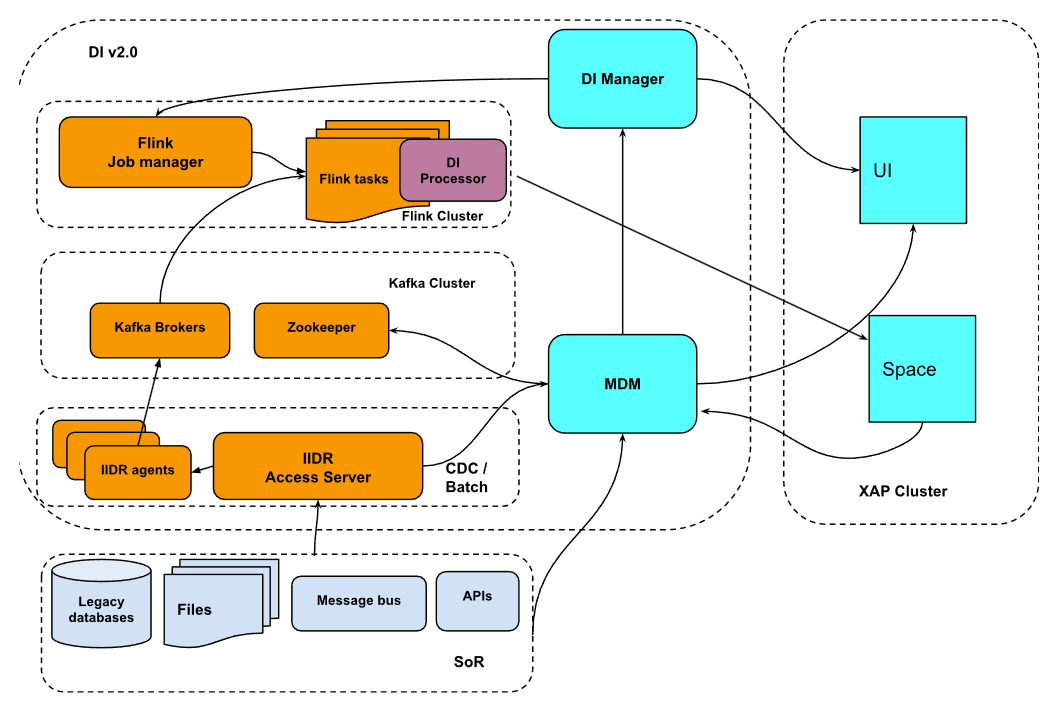 DI v2.0
DI Manager
Flink
Job manager
Flink tasks
DI
Processor
Flink Cluster
UI
Kafka Cluster
Kafka Brokers
Zookeeper
MDM
Space
IIDR agents
IIDR
Access Server
CDC /
Batch
XAP Cluster
Legacy
databases
Files
Message bus
APIs
SoR